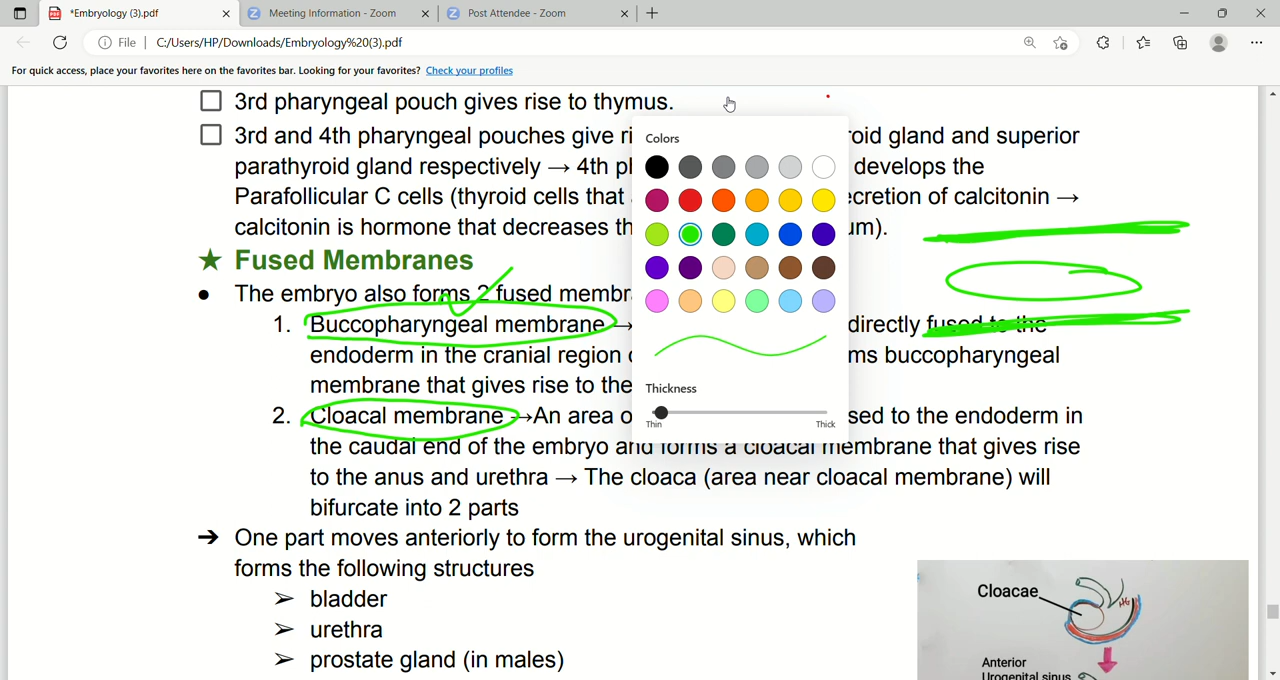 *Embryology (3).pdf
Meeting Information - Zoom
Post Attendee - Zoom
File
C:/Users/HP/Downloads/Embryology%20(3).pdf
For quick access, place your favorites here on the favorites bar. Looking for your favorites? Check your profiles
3rd pharyngeal pouch gives rise to thymus.
3rd and 4th pharyngeal pouches give ri oid gland and superior
parathyroid gland respectively → 4th pl develops the
Parafollicular C cells (thyroid cells that ecretion of calcitonin →
calcitonin is hormone that decreases th um).
★ Fused Membranes
● The embryo also forms 2 fused membra
1. Buccopharyngeal membrane → directly fused to the
endoderm in the cranial region ms buccopharyngeal
membrane that gives rise to the
2. Cloacal membrane →An area o sed to the endoderm in
the caudal end of the embryo and forms a cloacal membrane that gives rise
to the anus and urethra → The cloaca (area near cloacal membrane) will
bifurcate into 2 parts
➔ One part moves anteriorly to form the urogenital sinus, which
forms the following structures
➢ bladder
➢ urethra
➢ prostate gland (in males)
Colors
Thickness
Thin
Thick
Cloacae
HG
Anterior
Urogenital sinus